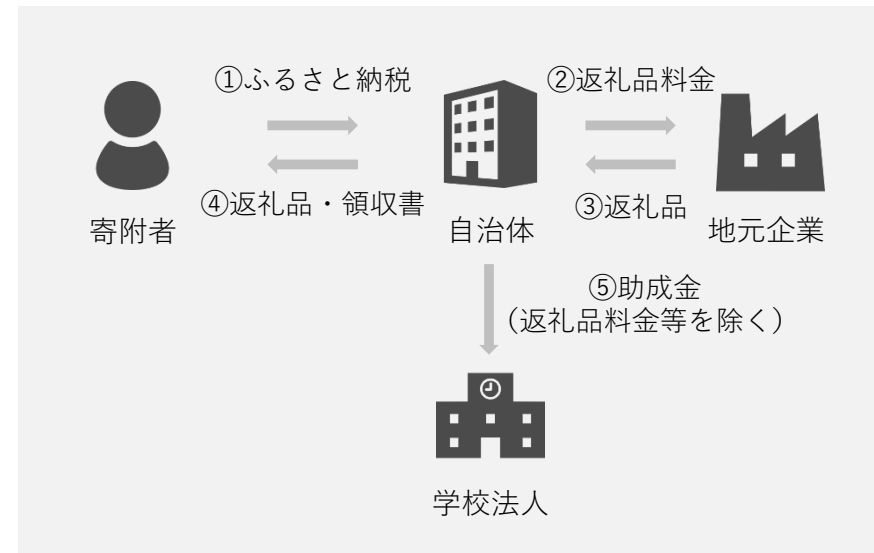 ①ふるさと納税
②返礼品料金
④返礼品・領収書
③返礼品
寄附者
自治体
地元企業
⑤助成金
（返礼品料金等を除く）
学校法人